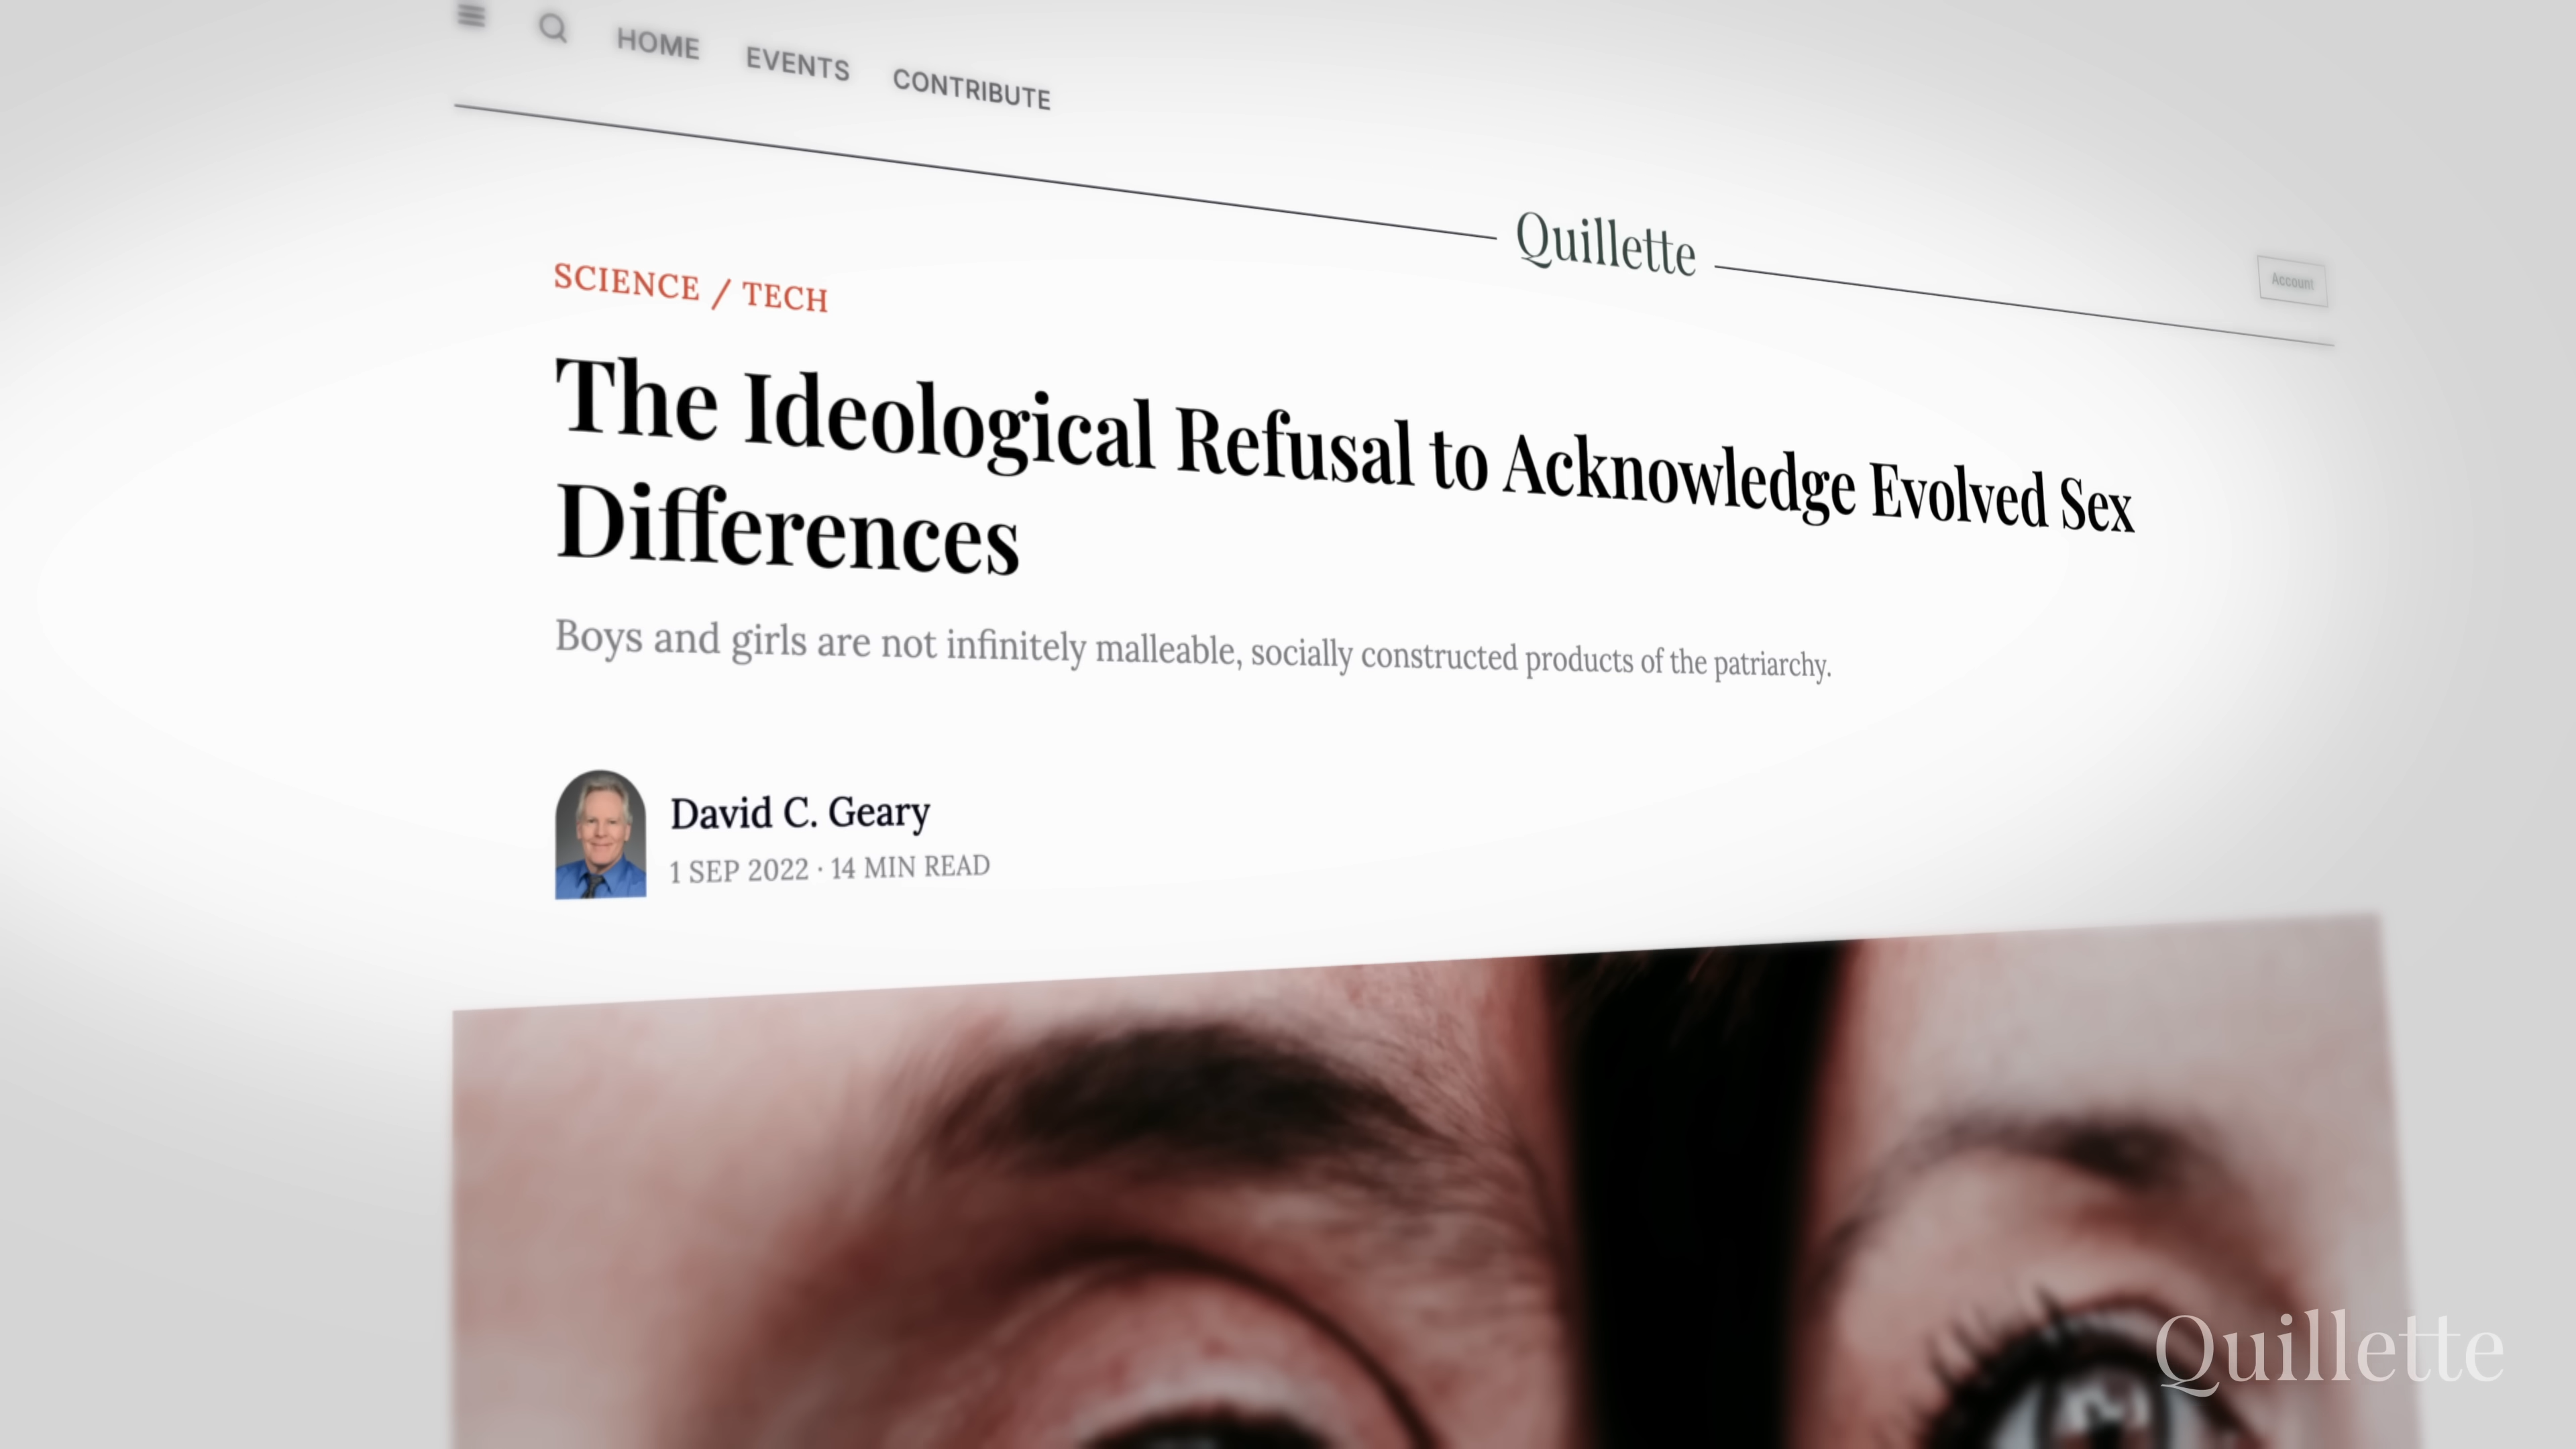 HOME EVENTS CONTRIBUTE
Quillette
Account
SCIENCE / TECH
The Ideological Refusal to Acknowledge Evolved Sex
Differences
Boys and girls are not infinitely malleable, socially constructed products of the patriarchy.
David C. Geary
1 SEP 2022 · 14 MIN READ
Quillette